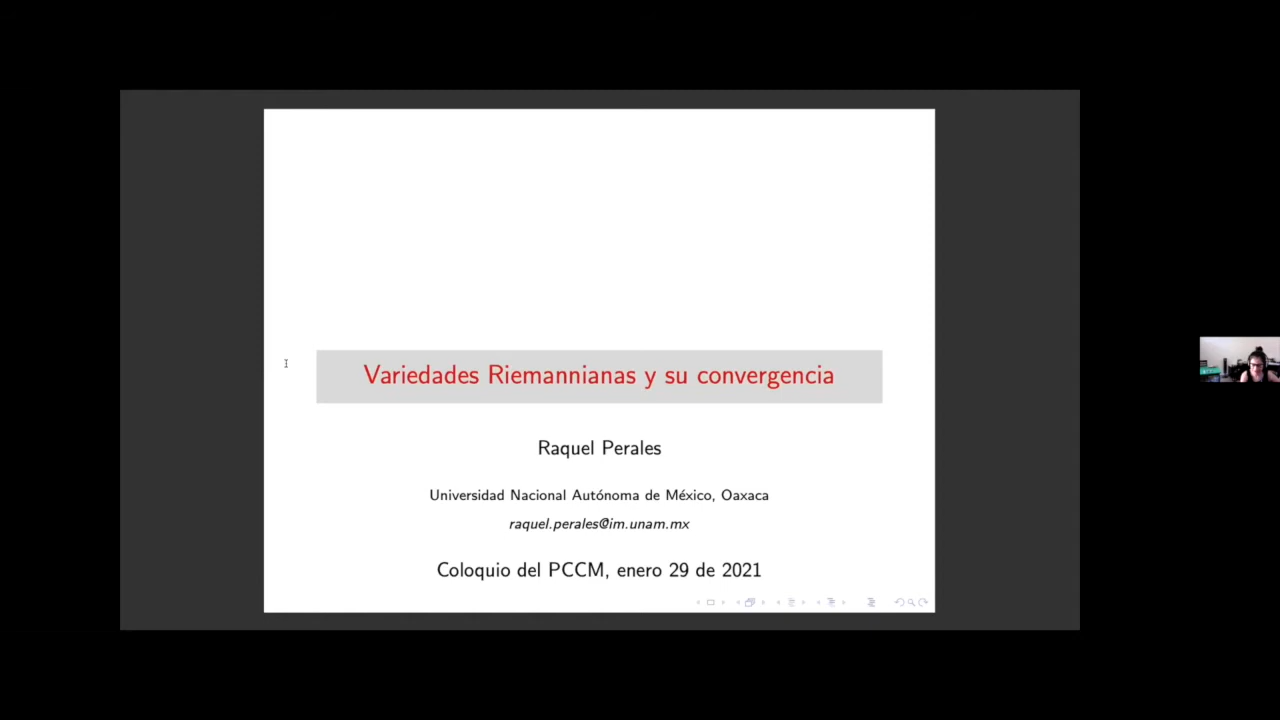 Variedades Riemannianas y su convergencia
Raquel Perales
Universidad Nacional Autónoma de México, Oaxaca
raquel.perales@im.unam.mx
Coloquio del PCCM, enero 29 de 2021